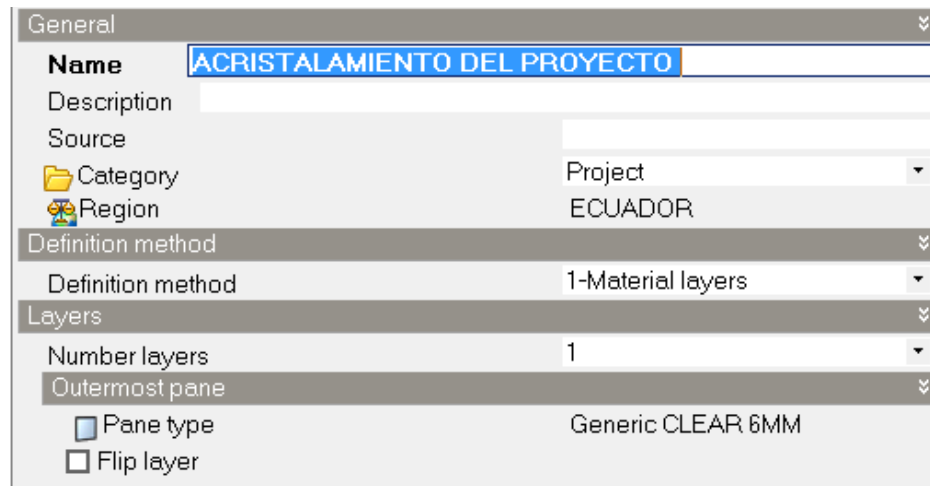 General
Name ACRISTALAMIENTO DEL PROYECTO
Description
Source
Category Project
Region ECUADOR
Definition method
Definition method 1-Material layers
Layers
Number layers 1
Outermost pane
Pane type Generic CLEAR 6MM
Flip layer